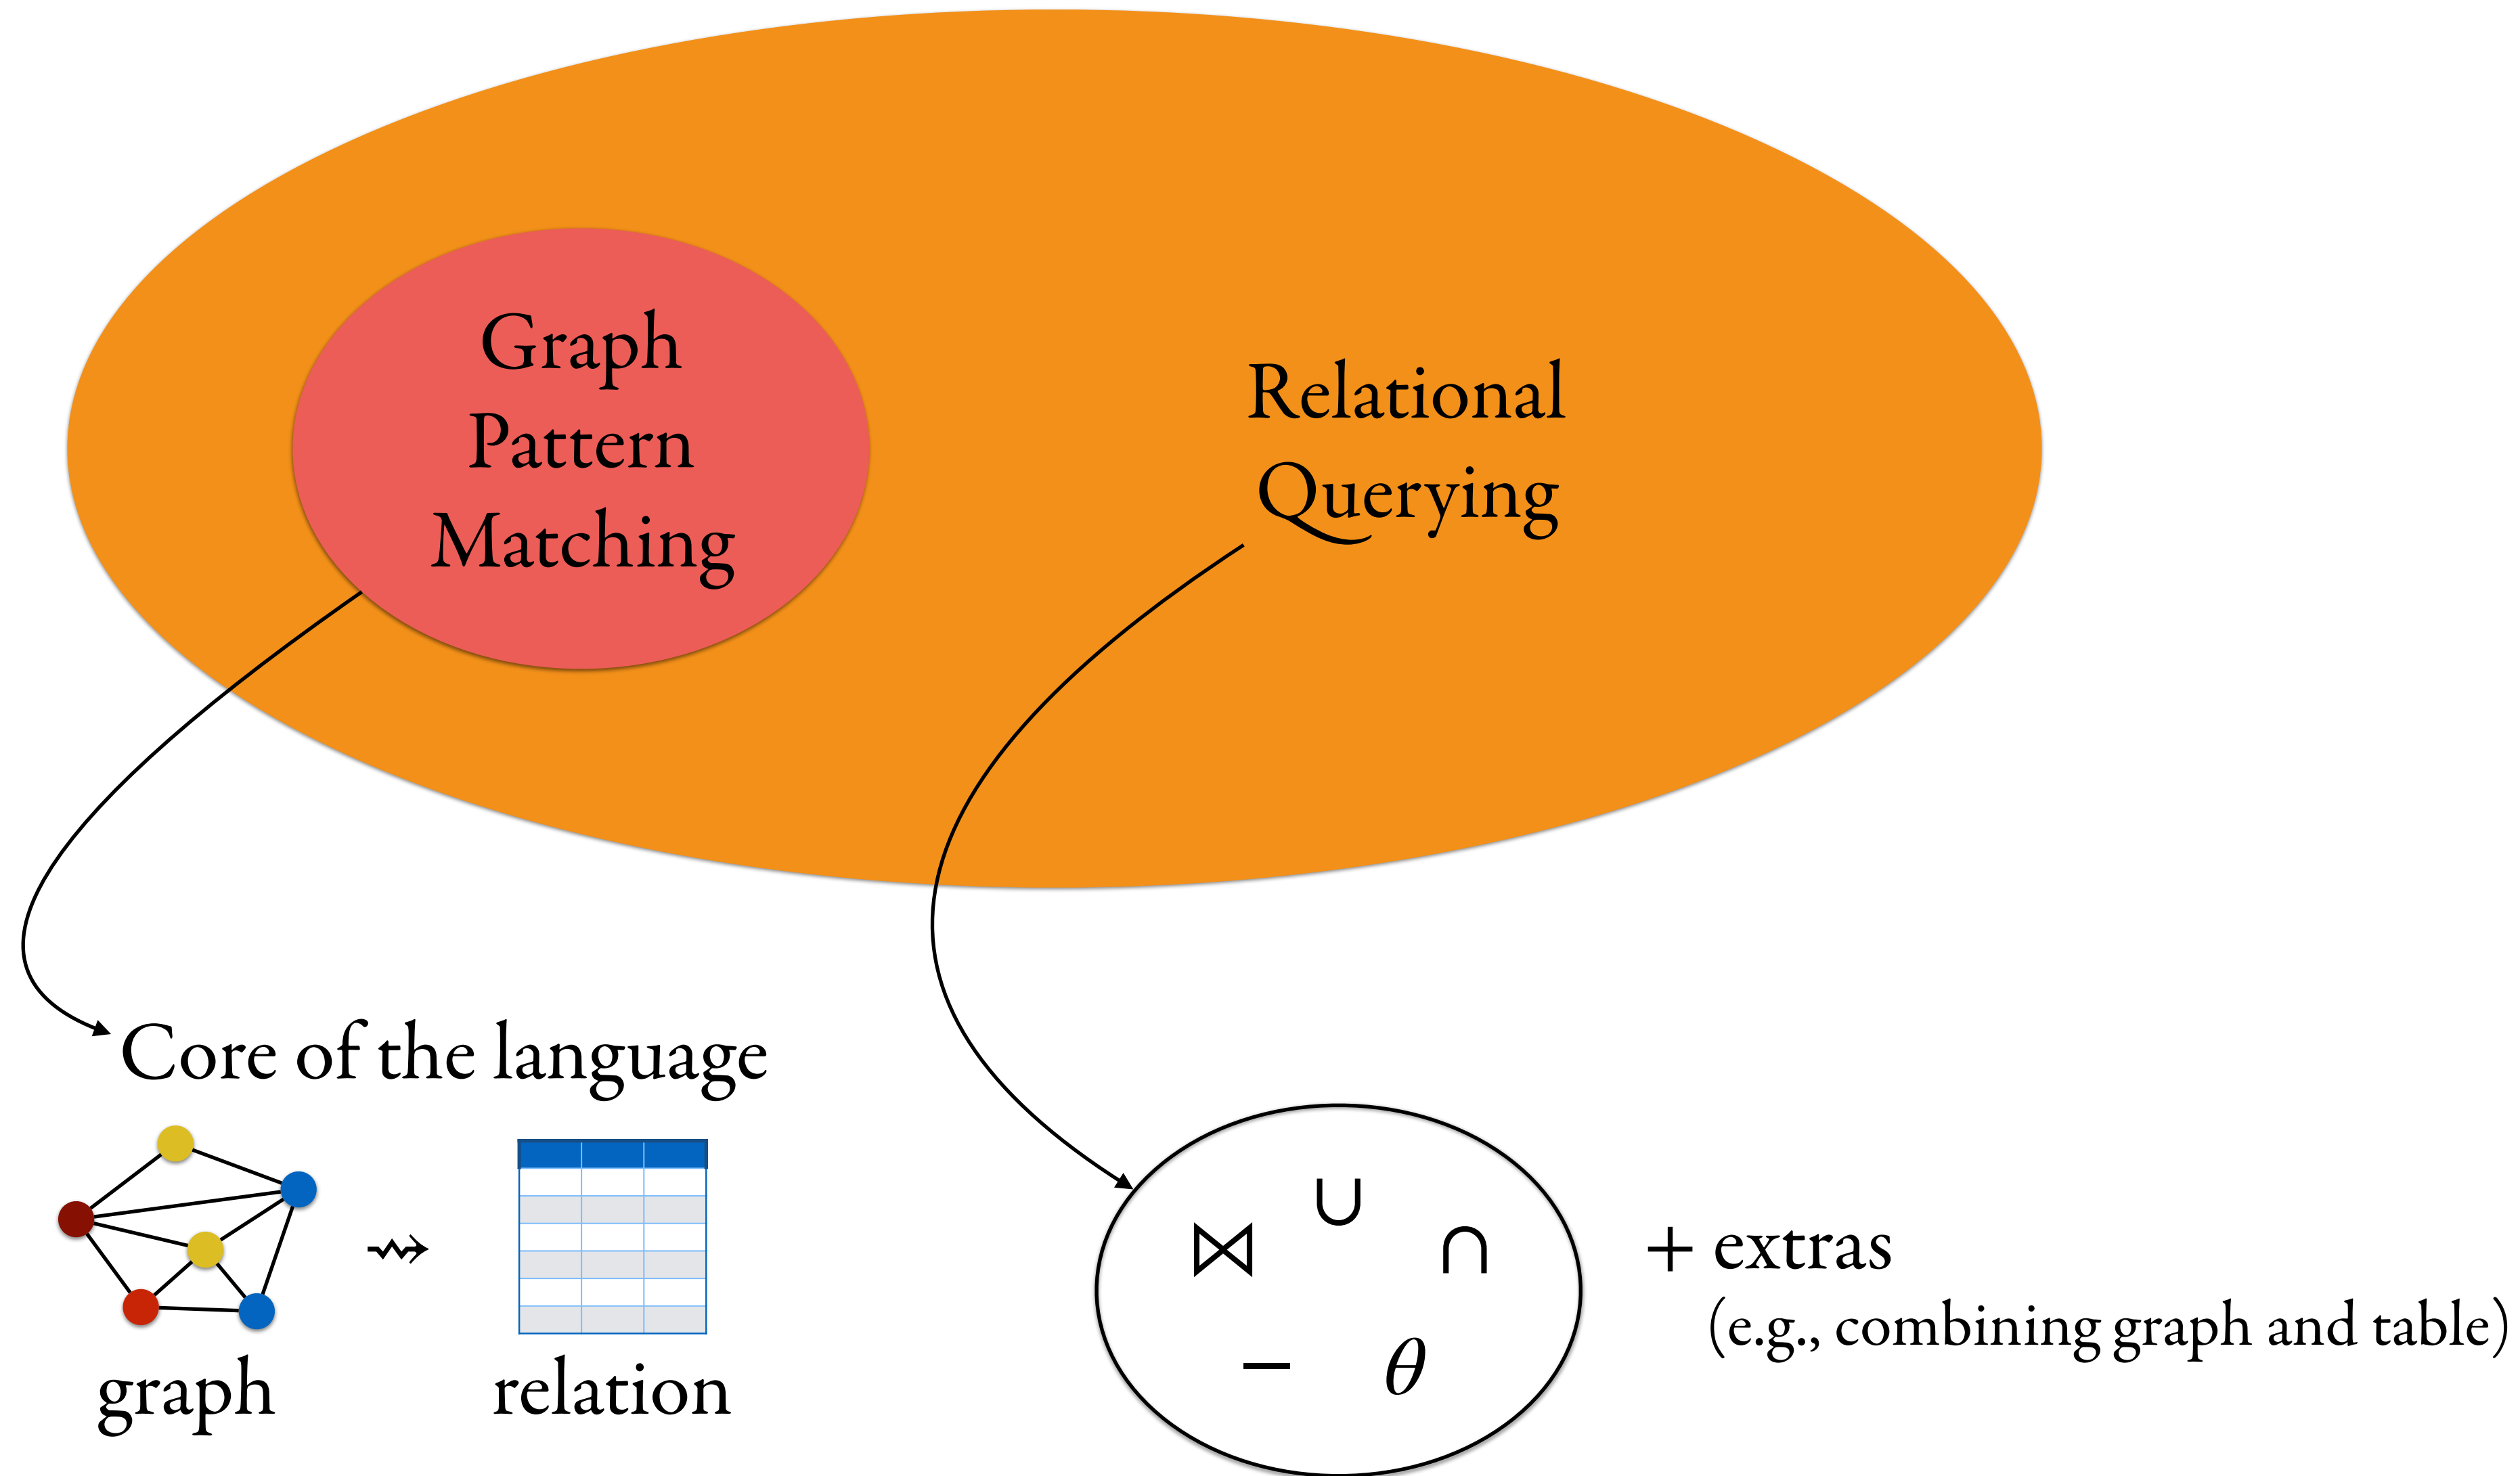 Graph
Pattern
Matching
Relational
Querying
Core of the language
graph
relation
⋈ ∪ ∩
− θ
+ extras
(e.g., combining graph and table)